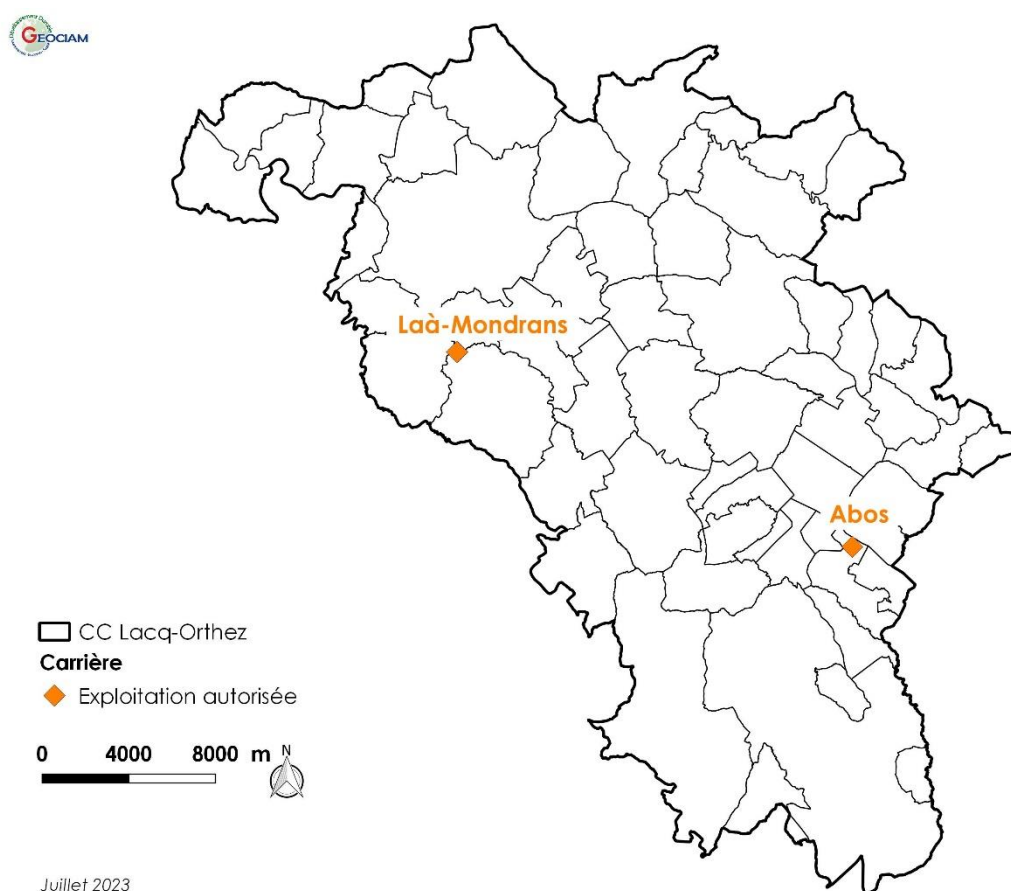 GEOCIAM
Laà-Mondrans
Abos
CC Lacq-Orthez
Carrière
Exploitation autorisée
0 4000 8000 m N
Juillet 2023